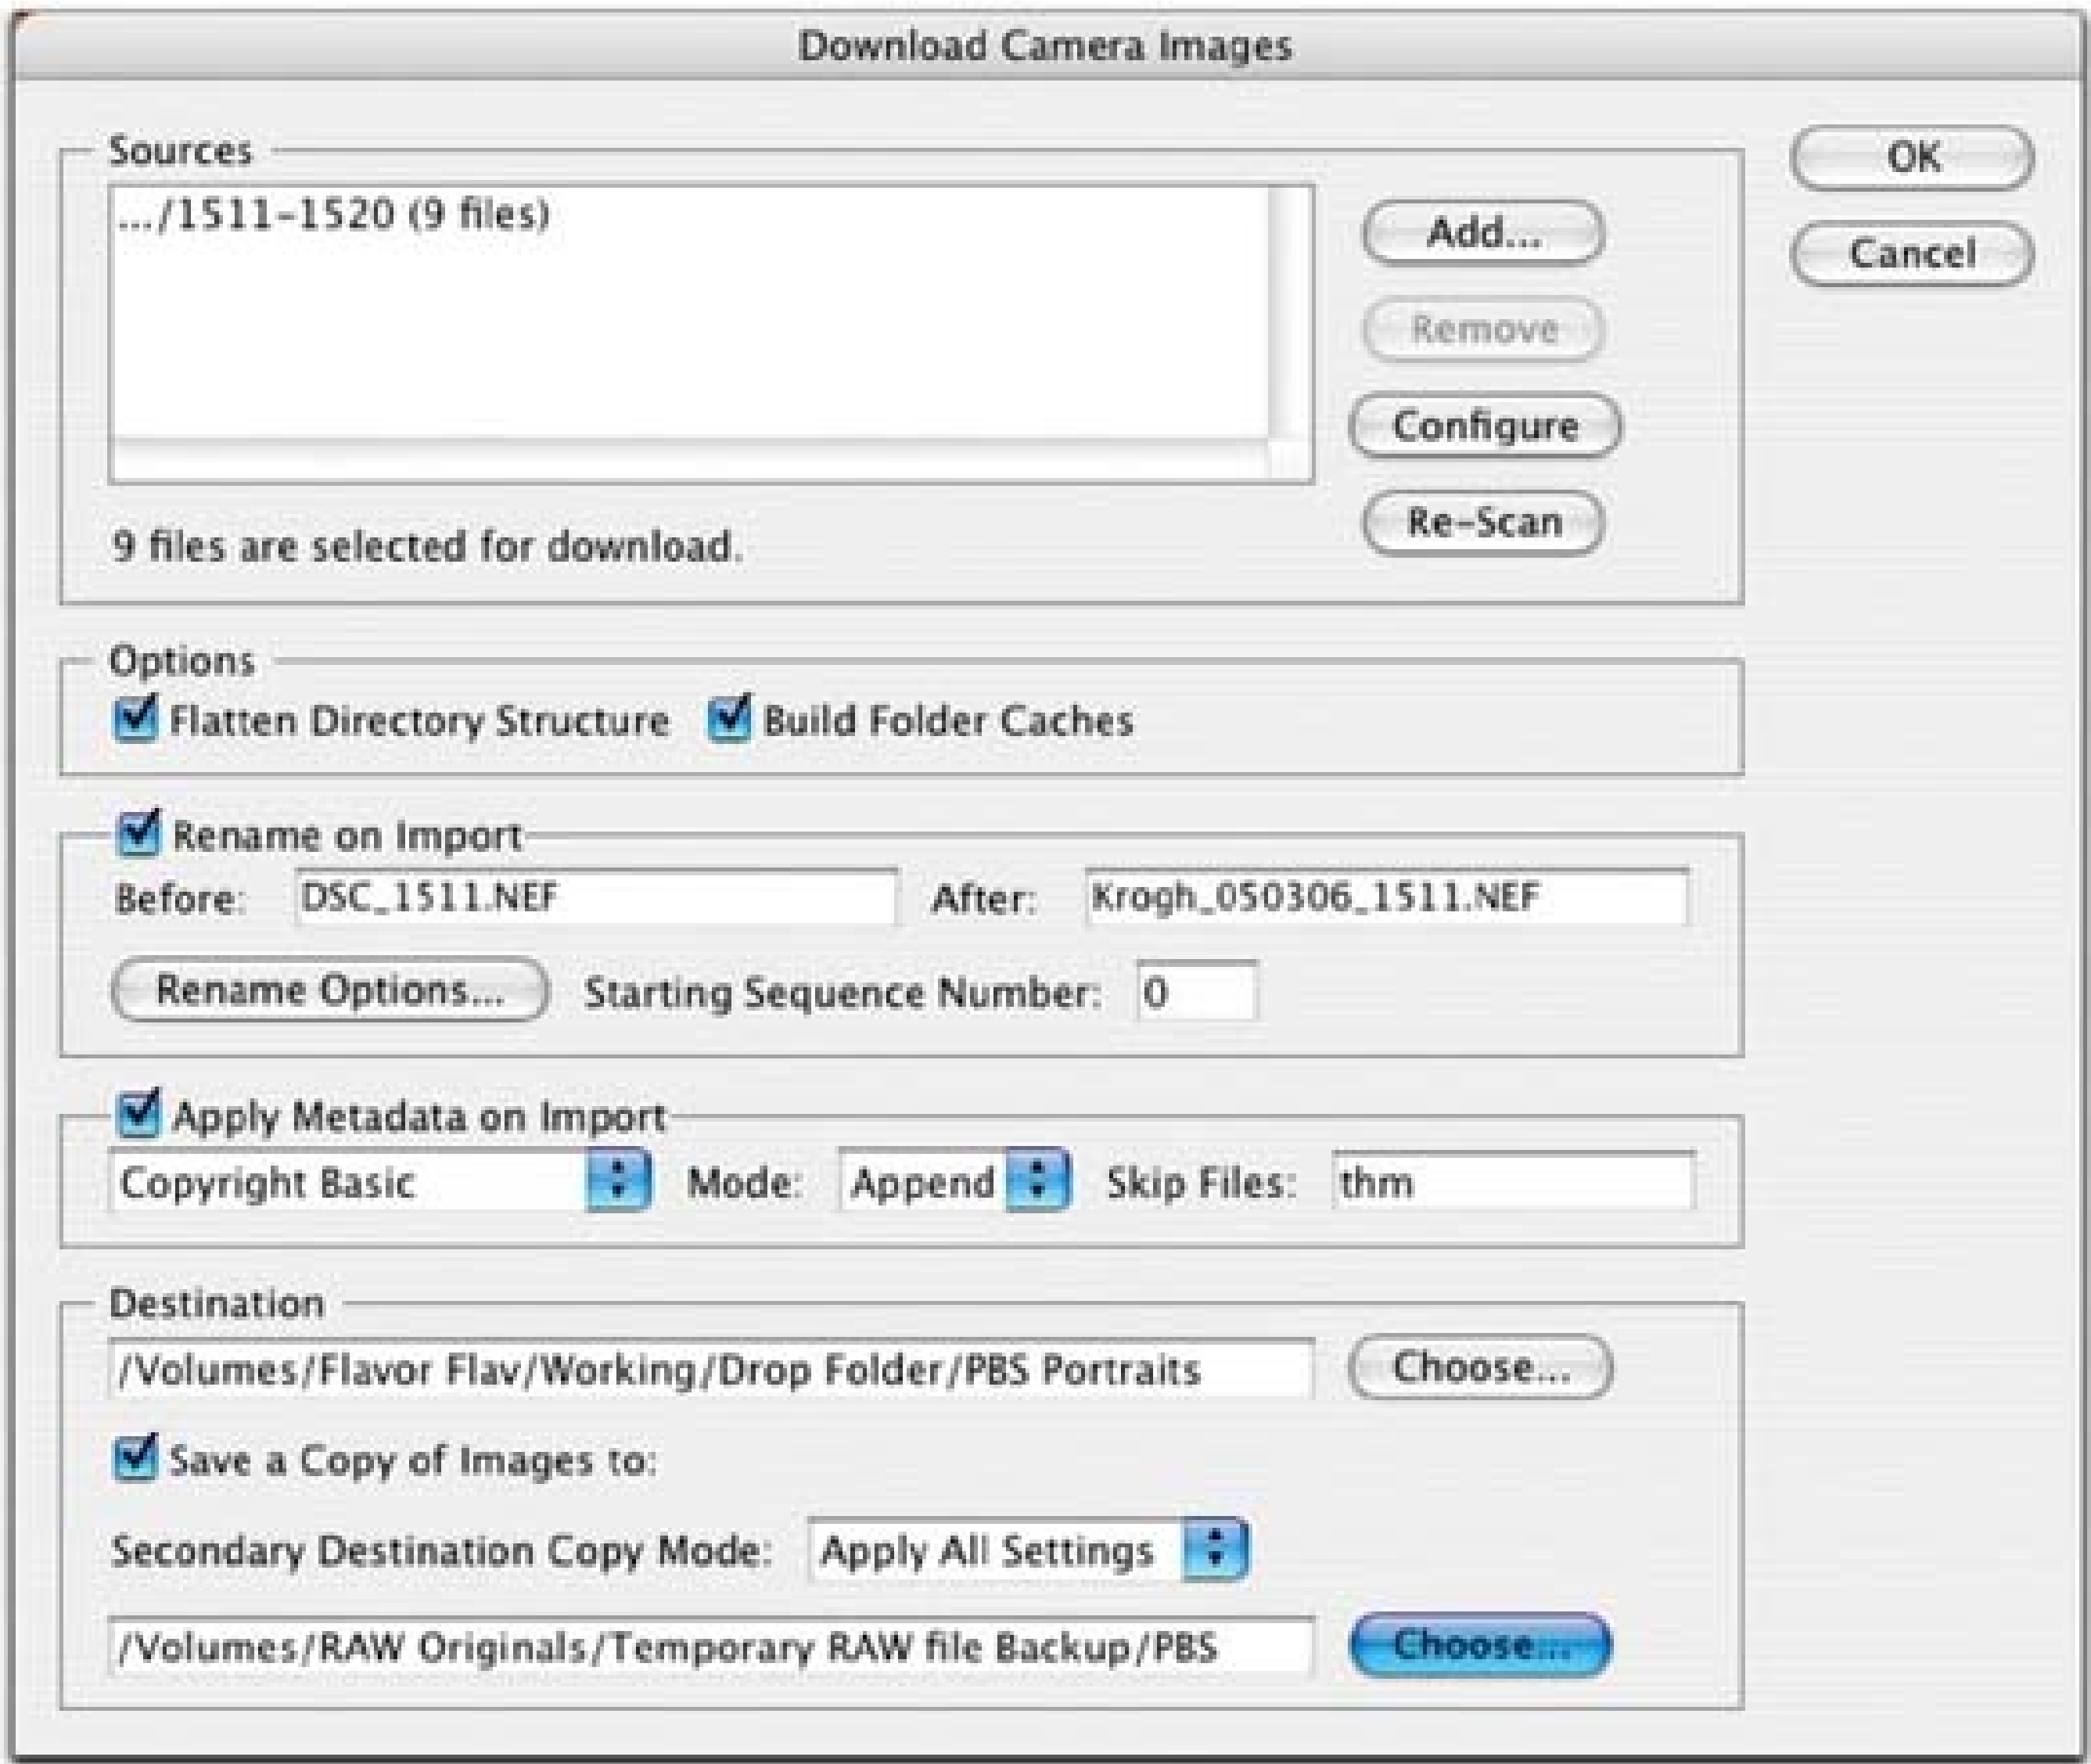 Download Camera Images
Sources
OK
.../1511-1520 (9 files)
Add...
Cancel
Remove
Configure
Re-Scan
9 files are selected for download.
Options
Flatten Directory Structure Build Folder Caches
Rename on Import
Before: DSC_1511.NEF After: Krogh_050306_1511.NEF
Rename Options... Starting Sequence Number: 0
Apply Metadata on Import
Copyright Basic Mode: Append Skip Files: thm
Destination
/Volumes/Flavor Flav/Working/Drop Folder/PBS Portraits Choose...
Save a Copy of Images to:
Secondary Destination Copy Mode: Apply All Settings
/Volumes/RAW Originals/Temporary RAW file Backup/PBS Choose...